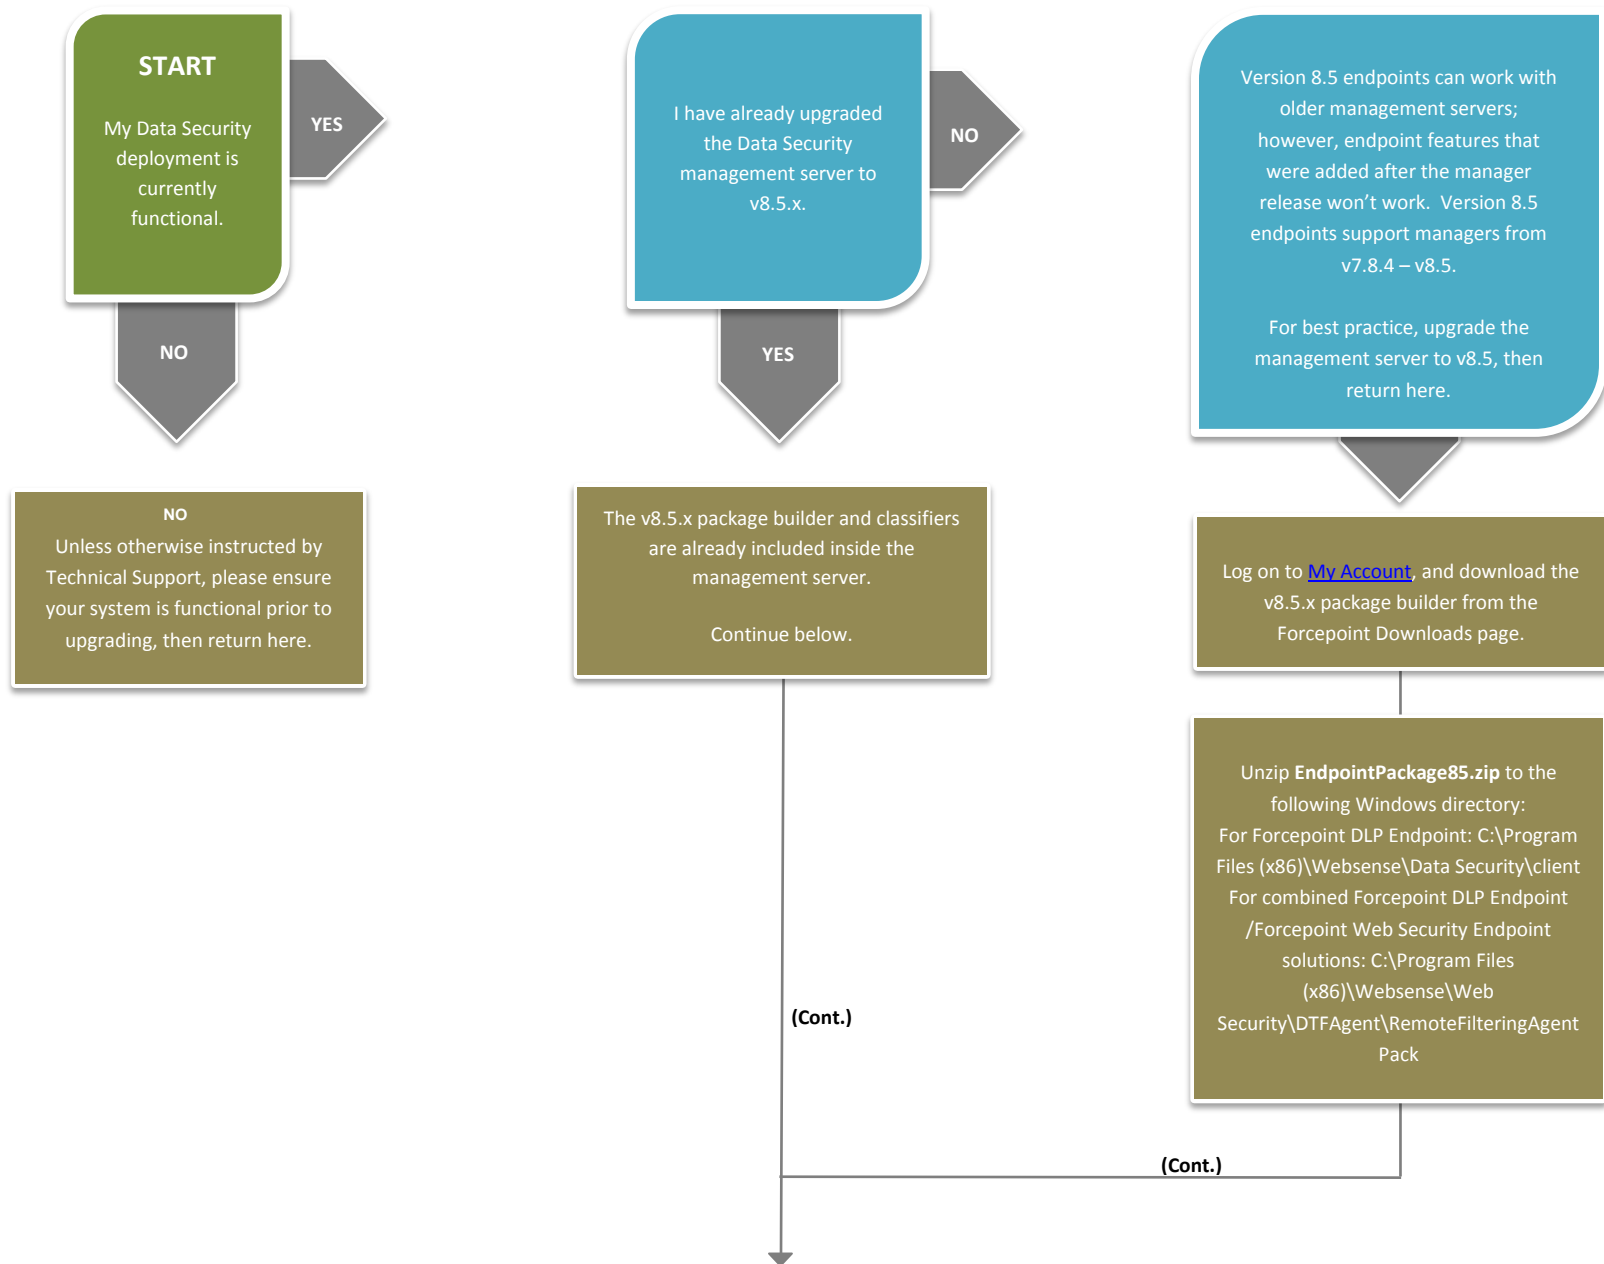 START
My Data Security
deployment is
currently
functional.
YES
NO
NO
Unless otherwise instructed by
Technical Support, please ensure
your system is functional prior to
upgrading, then return here.
I have already upgraded
the Data Security
management server to
v8.5.x.
NO
YES
The v8.5.x package builder and classifiers
are already included inside the
management server.
Continue below.
(Cont.)
Version 8.5 endpoints can work with
older management servers;
however, endpoint features that
were added after the manager
release won’t work.  Version 8.5
endpoints support managers from
v7.8.4 – v8.5.
For best practice, upgrade the
management server to v8.5, then
return here.
Log on to My Account, and download the
v8.5.x package builder from the
Forcepoint Downloads page.
Unzip EndpointPackage85.zip to the
following Windows directory:
For Forcepoint DLP Endpoint: C:\Program
Files (x86)\Websense\Data Security\client
For combined Forcepoint DLP Endpoint
/Forcepoint Web Security Endpoint
solutions: C:\Program Files
(x86)\Websense\Web
Security\DTFAgent\RemoteFilteringAgent
Pack
(Cont.)